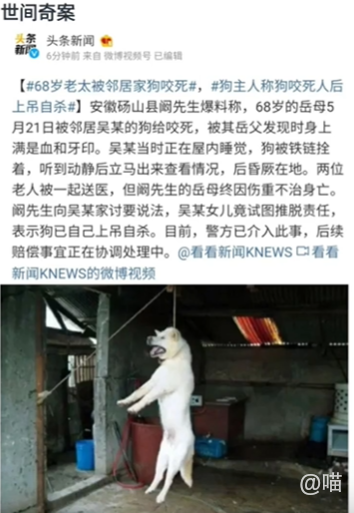 世间奇案
头条
新闻
头条新闻
6分钟前 来自 微博视频号 已编辑
【#68岁老太被邻居家狗咬死#，#狗主人称狗咬死人后
上吊自杀#】安徽砀山县阚先生爆料称，68岁的岳母5
月21日被邻居吴某的狗给咬死，被其岳父发现时身上
满是血和牙印。吴某当时正在屋内睡觉，狗被铁链拴
着，听到动静后立马出来查看情况，后昏厥在地。两位
老人被一起送医，但阚先生的岳母终因伤重不治身亡。
阚先生向吴某家讨要说法，吴某女儿竟试图推脱责任，
表示狗已自己上吊自杀。目前，警方已介入此事，后续
赔偿事宜正在协调处理中。@看看新闻KNEWS 看看
新闻KNEWS的微博视频
@喵